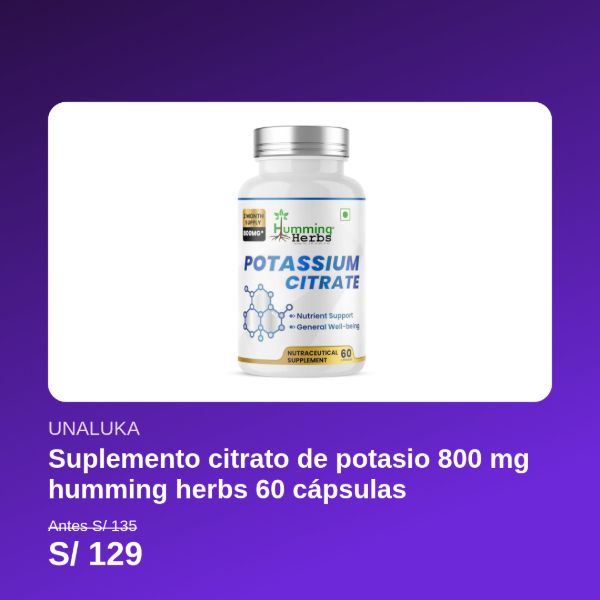 2 MONTH
SUPPLY
800MG*
Humming
Herbs
POTASSIUM
CITRATE
Nutrient Support
General Well-being
NUTRACEUTICAL
SUPPLEMENT
60
UNALUKA
Suplemento citrato de potasio 800 mg
humming herbs 60 cápsulas
Antes S/ 135
S/ 129